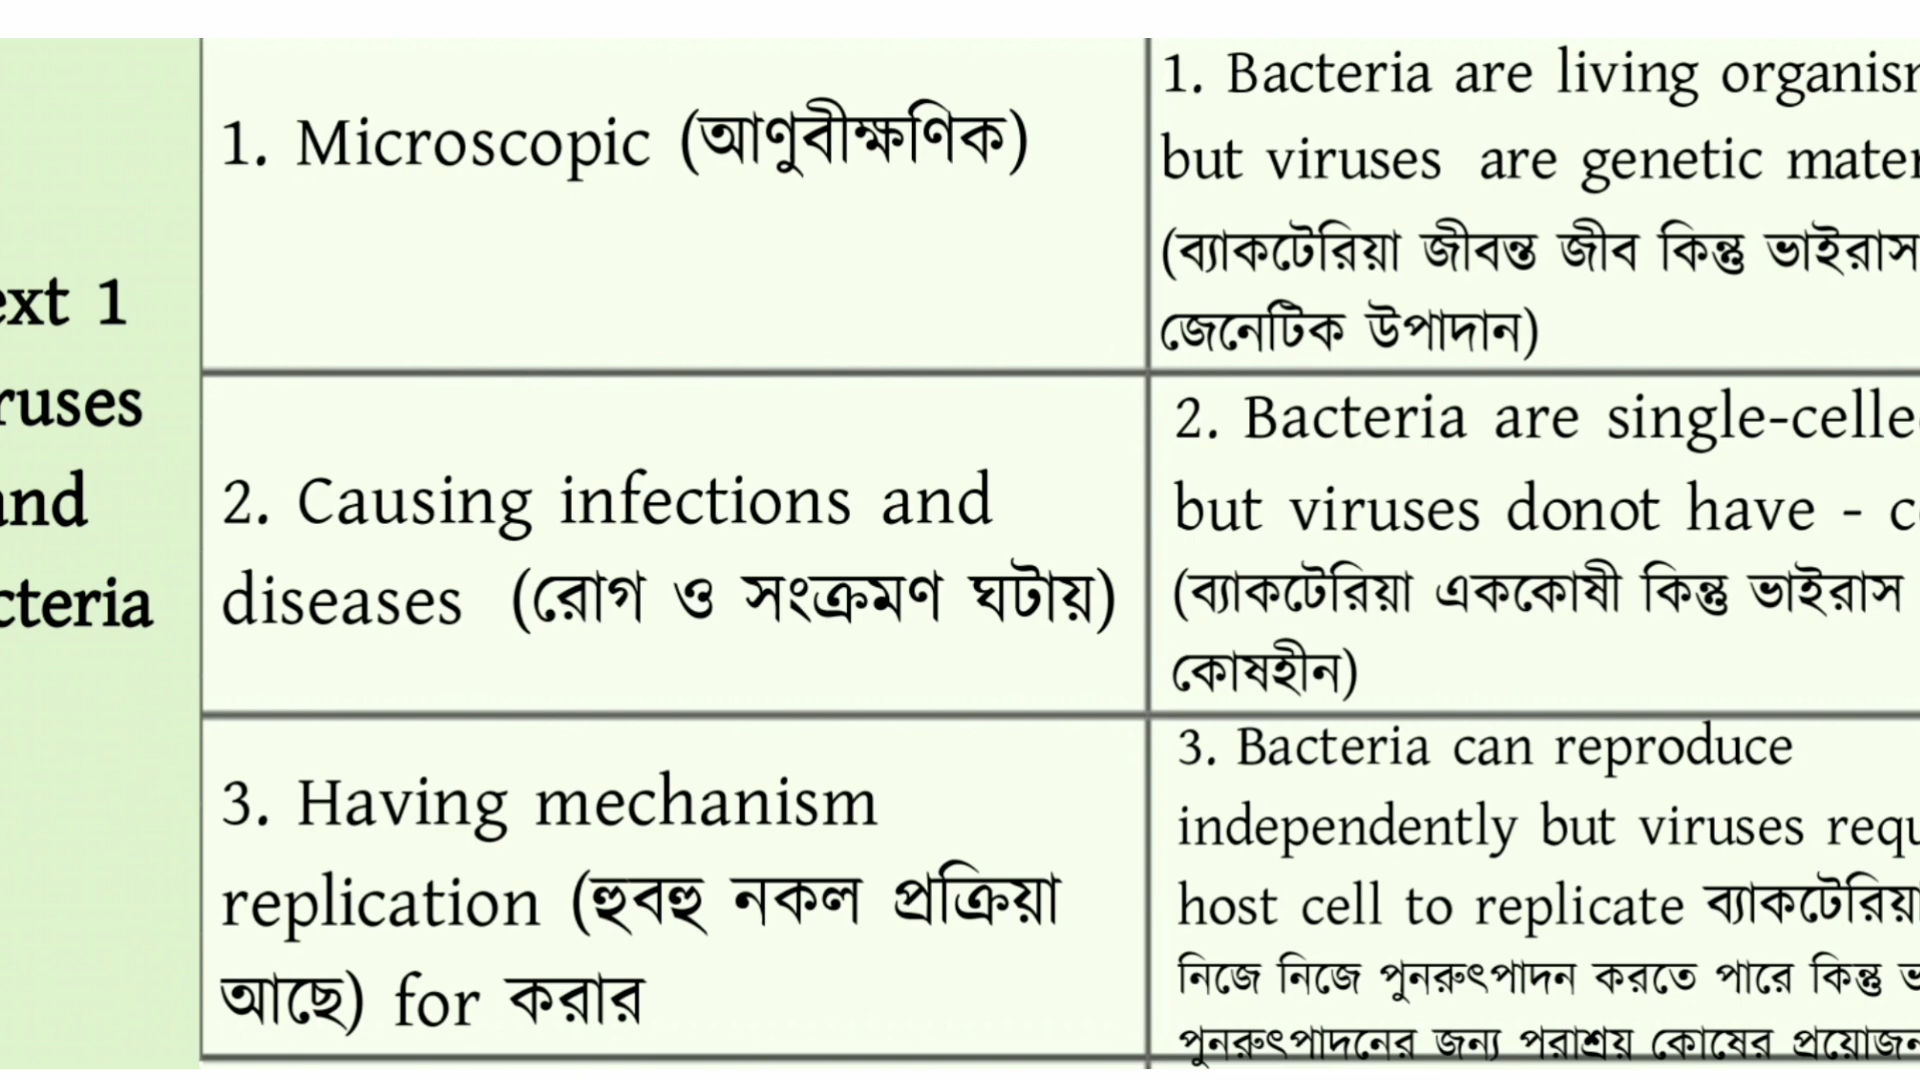 ext 1
ruses
and
cteria
1. Microscopic (আণুবীক্ষণিক)
1. Bacteria are living organism
but viruses are genetic mater
(ব্যাকটেরিয়া জীবন্ত জীব কিন্তু ভাইরাস
জেনেটিক উপাদান)
2. Causing infections and
diseases (রোগ ও সংক্রমণ ঘটায়)
2. Bacteria are single-celle
but viruses donot have - c
(ব্যাকটেরিয়া এককোষী কিন্তু ভাইরাস
কোষহীন)
3. Having mechanism
replication (হুবহু নকল প্রক্রিয়া
আছে) for করার
3. Bacteria can reproduce
independently but viruses requ
host cell to replicate ব্যাকটেরিয়া
নিজে নিজে পুনরুৎপাদন করতে পারে কিন্তু ভ
পুনরুৎপাদনের জন্য পরাশ্রয় কোষের প্রয়োজন